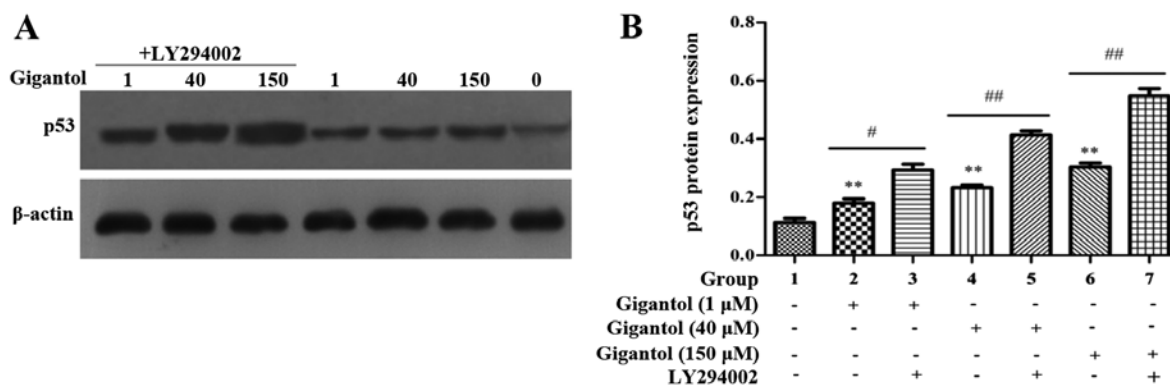 A
+LY294002
Gigantol 1 40 150 1 40 150 0
p53
β-actin
B
p53 protein expression
0.8
0.6
0.4
0.2
0.0
** # ** ## ** ##
Group 1 2 3 4 5 6 7
Gigantol (1 μM) - + + - - - -
Gigantol (40 μM) - - - + + - -
Gigantol (150 μM) - - - - - + +
LY294002 - - + - + - +